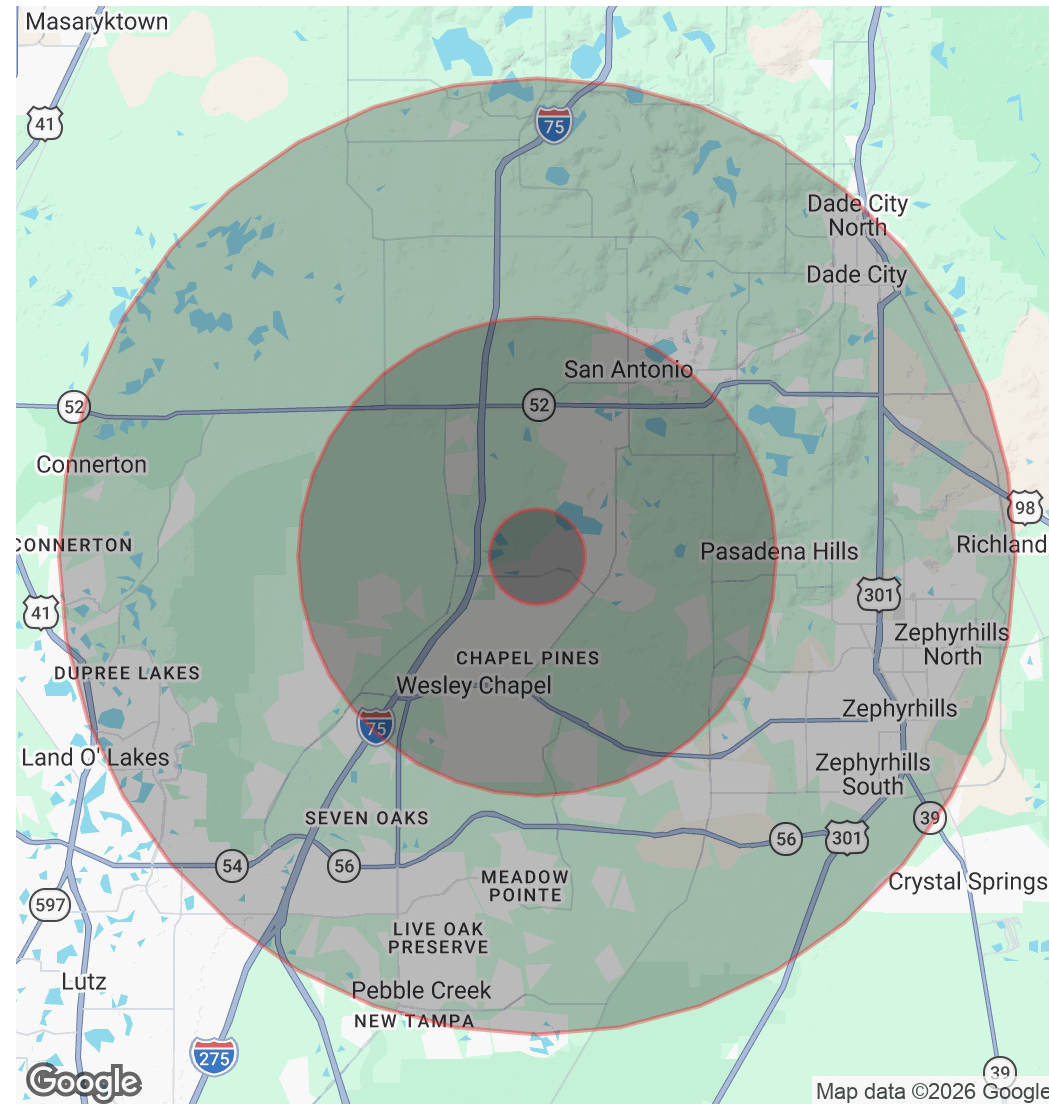 Masaryktown
41
75
Dade City
North
Dade City
San Antonio
52
52
Connerton
98
CONNERTON
Pasadena Hills
Richland
301
41
Zephyrhills
North
CHAPEL PINES
DUPREE LAKES
Wesley Chapel
Zephyrhills
75
Land O' Lakes
Zephyrhills
South
SEVEN OAKS
39
56
301
54
56
MEADOW
POINTE
Crystal Springs
597
LIVE OAK
PRESERVE
Lutz
Pebble Creek
NEW TAMPA
275
39
Google
Map data ©2026 Google